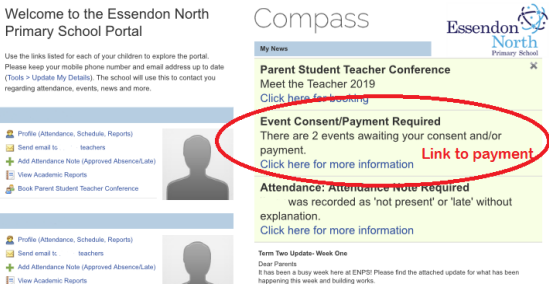 Welcome to the Essendon North
Primary School Portal
Use the links listed for each of your children to explore the portal.
Please keep your mobile phone number and email address up to date
(Tools > Update My Details). The school will use this to contact you
regarding attendance, events, news and more.
Profile (Attendance, Schedule, Reports)
Send email to teachers
Add Attendance Note (Approved Absence/Late)
View Academic Reports
Book Parent Student Teacher Conference
Profile (Attendance, Schedule, Reports)
Send email to teachers
Add Attendance Note (Approved Absence/Late)
View Academic Reports
Compass
Essendon
North
Primary School
My News
Parent Student Teacher Conference
Meet the Teacher 2019
Click here for booking
Event Consent/Payment Required
There are 2 events awaiting your consent and/or
payment.
Click here for more information
Link to payment
Attendance: Attendance Note Required
was recorded as 'not present' or 'late' without
explanation.
Click here for more information
Term Two Update- Week One
Dear Parents
It has been a busy week here at ENPS! Please find the attached update for what has been
happening this week and building works.